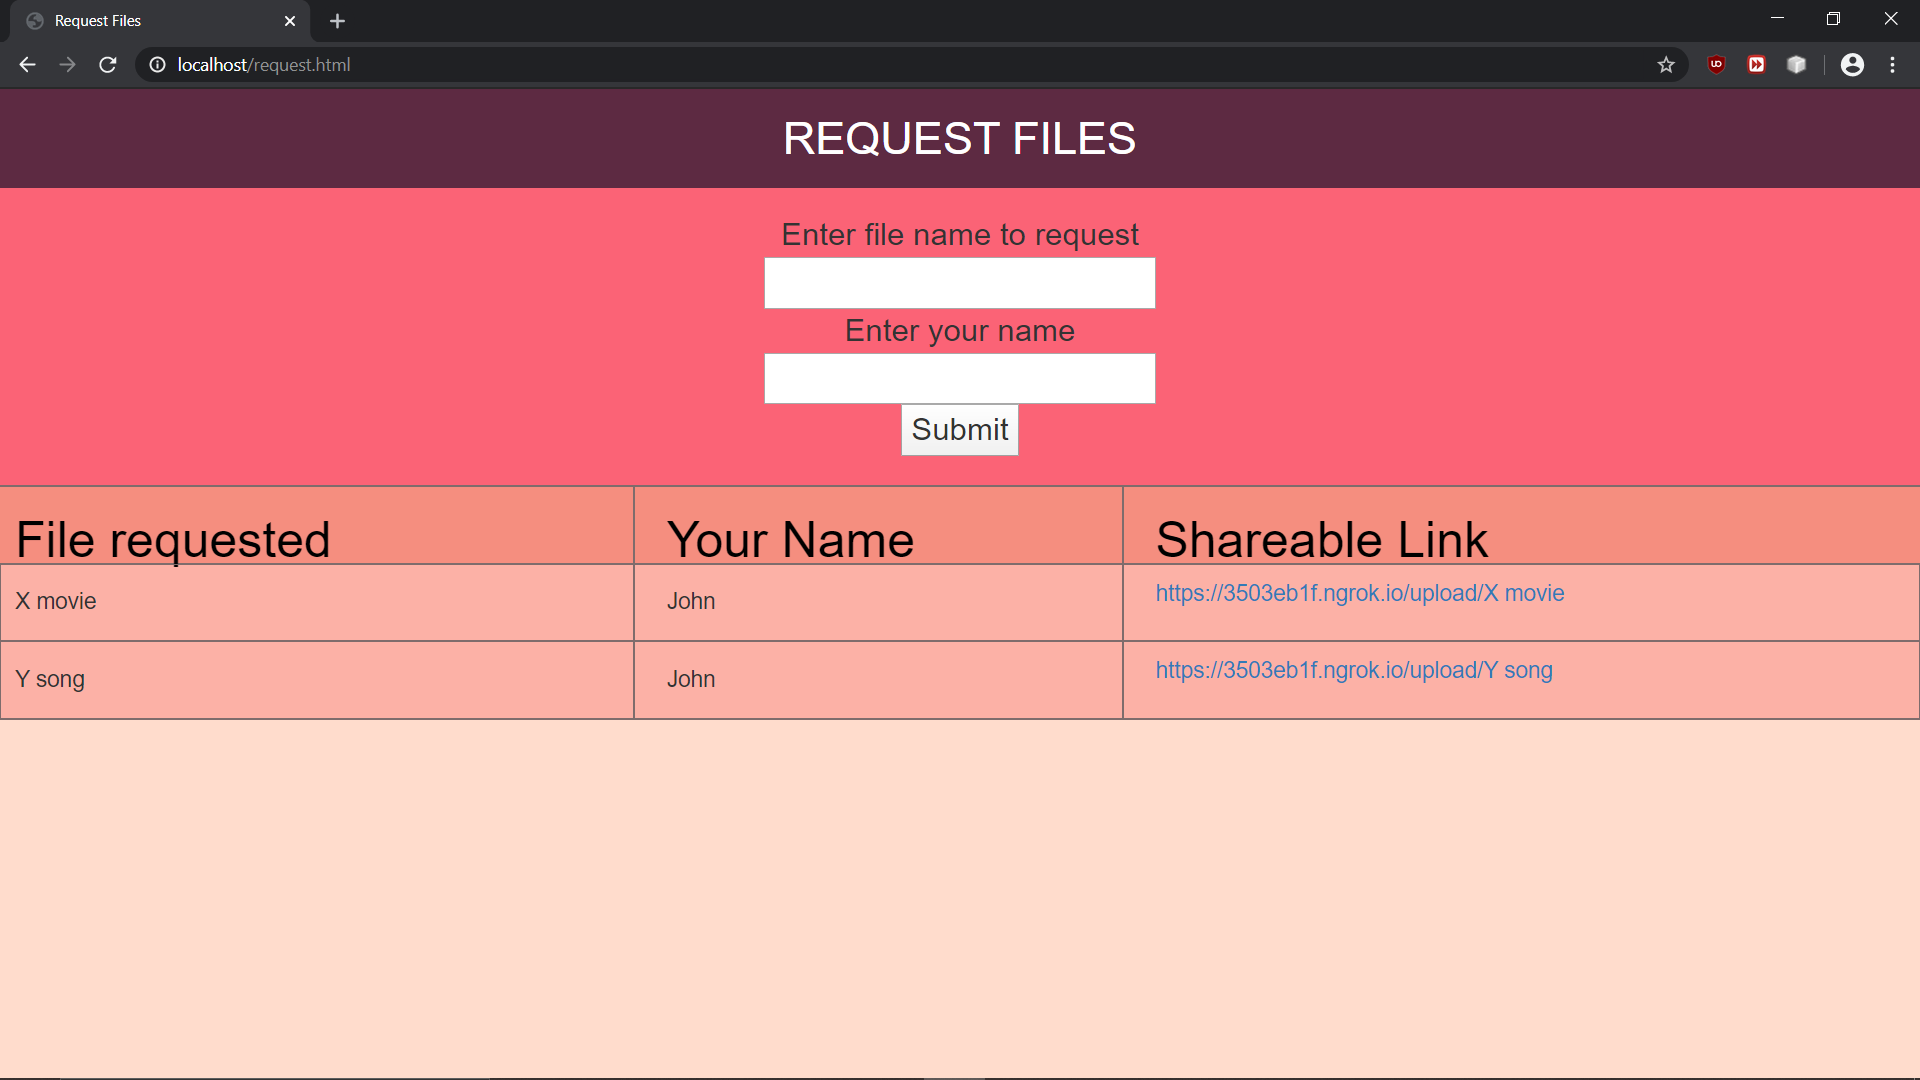 Request Files
localhost/request.html
REQUEST FILES
Enter file name to request
Enter your name
Submit
File requested Your Name Shareable Link
X movie John https://3503eb1f.ngrok.io/upload/X movie
Y song John https://3503eb1f.ngrok.io/upload/Y song